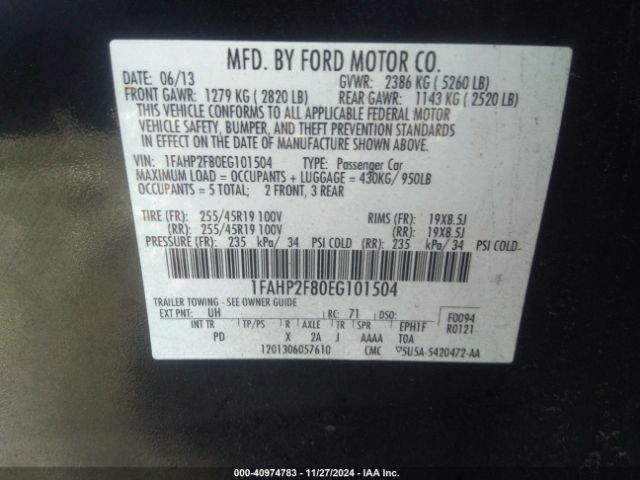 MFD. BY FORD MOTOR CO.
DATE: 06/13 GVWR: 2386 KG ( 5260 LB)
FRONT GAWR: 1279 KG ( 2820 LB) REAR GAWR: 1143 KG ( 2520 LB)
THIS VEHICLE CONFORMS TO ALL APPLICABLE FEDERAL MOTOR
VEHICLE SAFETY, BUMPER, AND THEFT PREVENTION STANDARDS
IN EFFECT ON THE DATE OF MANUFACTURE SHOWN ABOVE.
VIN: 1FAHP2F80EG101504 TYPE: Passenger Car
MAXIMUM LOAD = OCCUPANTS + LUGGAGE = 430KG/ 950LB
OCCUPANTS = 5 TOTAL; 2 FRONT, 3 REAR
TIRE (FR): 255/45R19 100V RIMS (FR): 19X8.5J
(RR): 255/45R19 100V (RR): 19X8.5J
PRESSURE (FR): 235 kPa/ 34 PSI COLD (RR): 235 kPa/ 34 PSI COLD
1FAHP2F80EG101504
TRAILER TOWING - SEE OWNER GUIDE
EXT PNT: UH RC: 71 DSO: F0094
INT TR TP/PS R AXLE TR SPR EPH1F R0121
PD X 2A J AAAA T0A
1201306057610 CMC 5U5A-5420472-AA
000-40974783 - 11/27/2024 - IAA Inc.